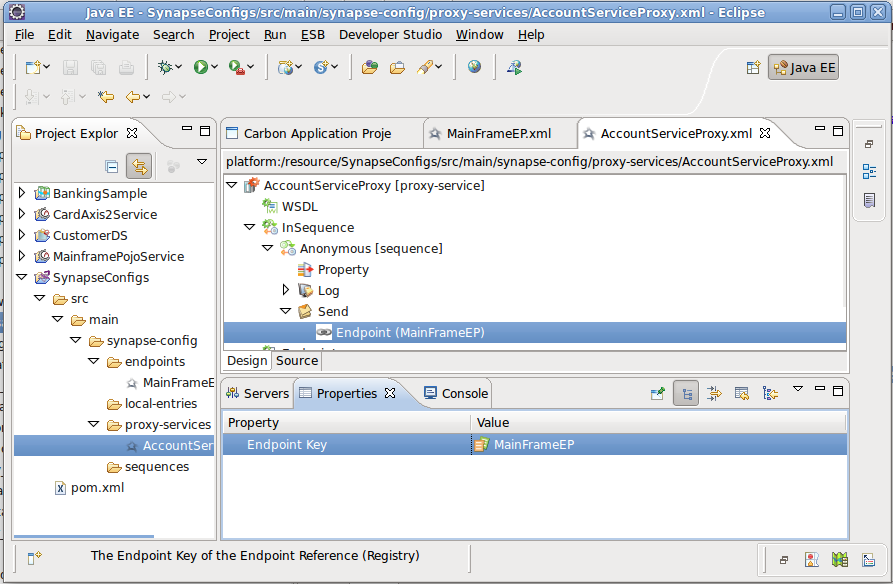 Java EE - SynapseConfigs/src/main/synapse-config/proxy-services/AccountServiceProxy.xml - Eclipse
File Edit Navigate Search Project Run ESB Developer Studio Window Help
Java EE
Project Explor
BankingSample
CardAxis2Service
CustomerDS
MainframePojoService
SynapseConfigs
src
main
synapse-config
endpoints
MainFrameE
local-entries
proxy-services
AccountSer
sequences
pom.xml
Carbon Application Proje MainFrameEP.xml AccountServiceProxy.xml
platform:/resource/SynapseConfigs/src/main/synapse-config/proxy-services/AccountServiceProxy.xml
AccountServiceProxy [proxy-service]
WSDL
InSequence
Anonymous [sequence]
Property
Log
Send
Endpoint (MainFrameEP)
Design Source
Servers Properties Console
Property Value
Endpoint Key MainFrameEP
The Endpoint Key of the Endpoint Reference (Registry)